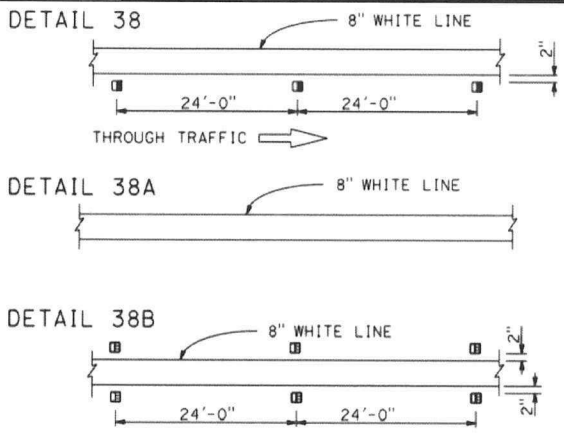 DETAIL 38
8" WHITE LINE
2"
24'-0" 24'-0"
THROUGH TRAFFIC
DETAIL 38A
8" WHITE LINE
DETAIL 38B
8" WHITE LINE
2"
24'-0" 24'-0"
2"